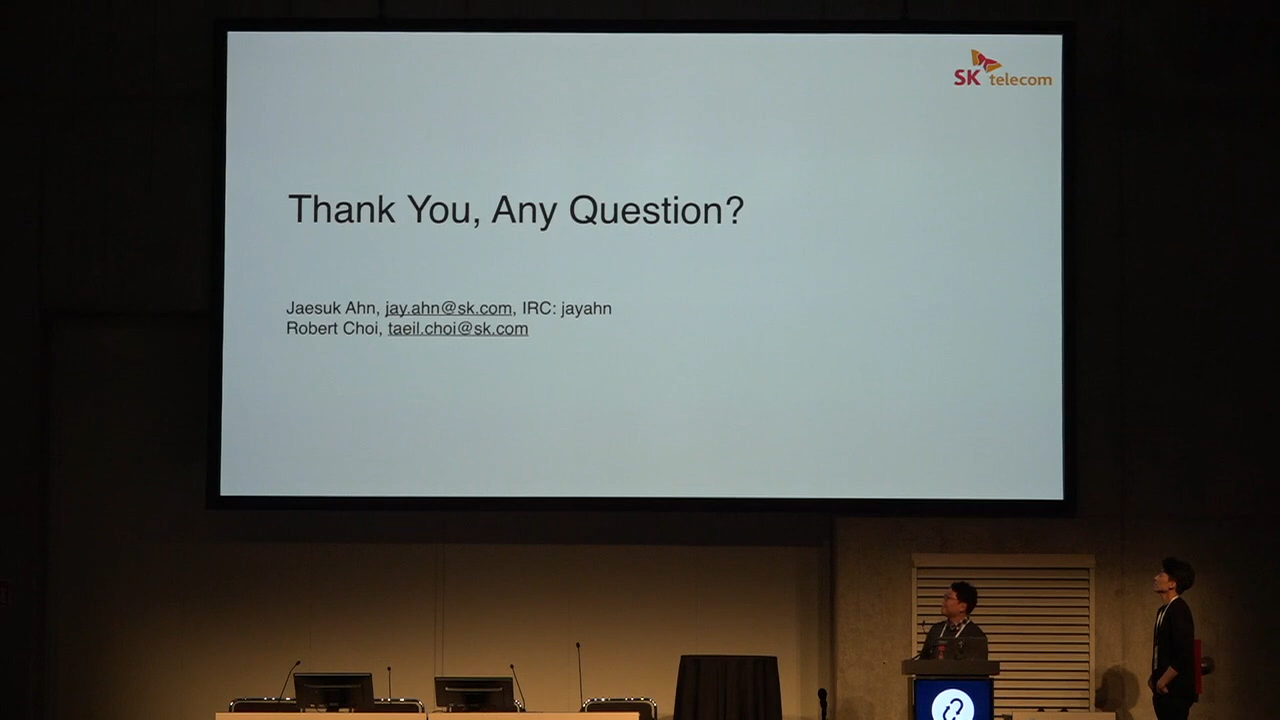 SK telecom
Thank You, Any Question?
Jaesuk Ahn, jay.ahn@sk.com, IRC: jayahn
Robert Choi, taeil.choi@sk.com